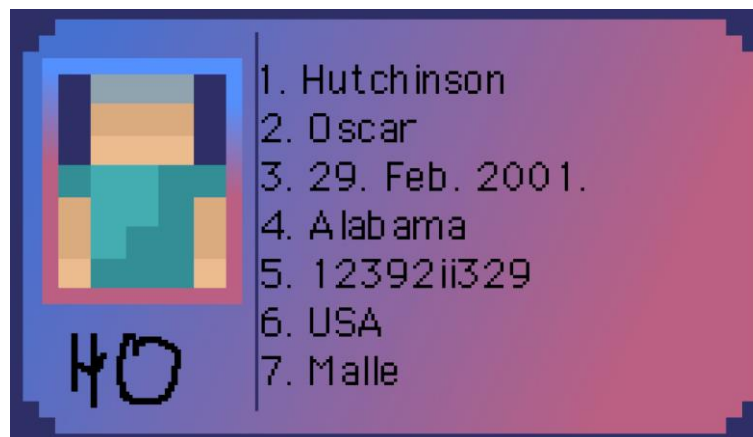 1. Hutchinson
2. Oscar
3. 29. Feb. 2001.
4. Alabama
5. 12392ii329
6. USA
7. Malle
HO